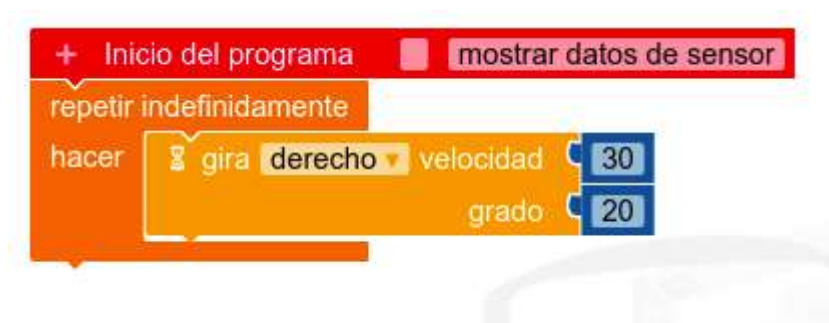 + Inicio del programa mostrar datos de sensor
repetir indefinidamente
hacer gira derecho velocidad 30
grado 20